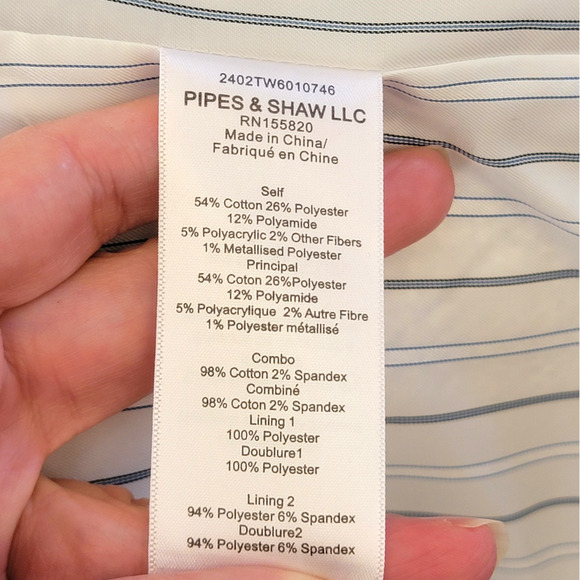 2402TW6010746
PIPES & SHAW LLC
RN155820
Made in China/
Fabriqué en Chine
Self
54% Cotton 26% Polyester
12% Polyamide
5% Polyacrylic 2% Other Fibers
1% Metallised Polyester
Principal
54% Coton 26%Polyester
12% Polyamide
5% Polyacrylique 2% Autre Fibre
1% Polyester métallisé
Combo
98% Cotton 2% Spandex
Combiné
98% Coton 2% Spandex
Lining 1
100% Polyester
Doublure1
100% Polyester
Lining 2
94% Polyester 6% Spandex
Doublure2
94% Polyester 6% Spandex